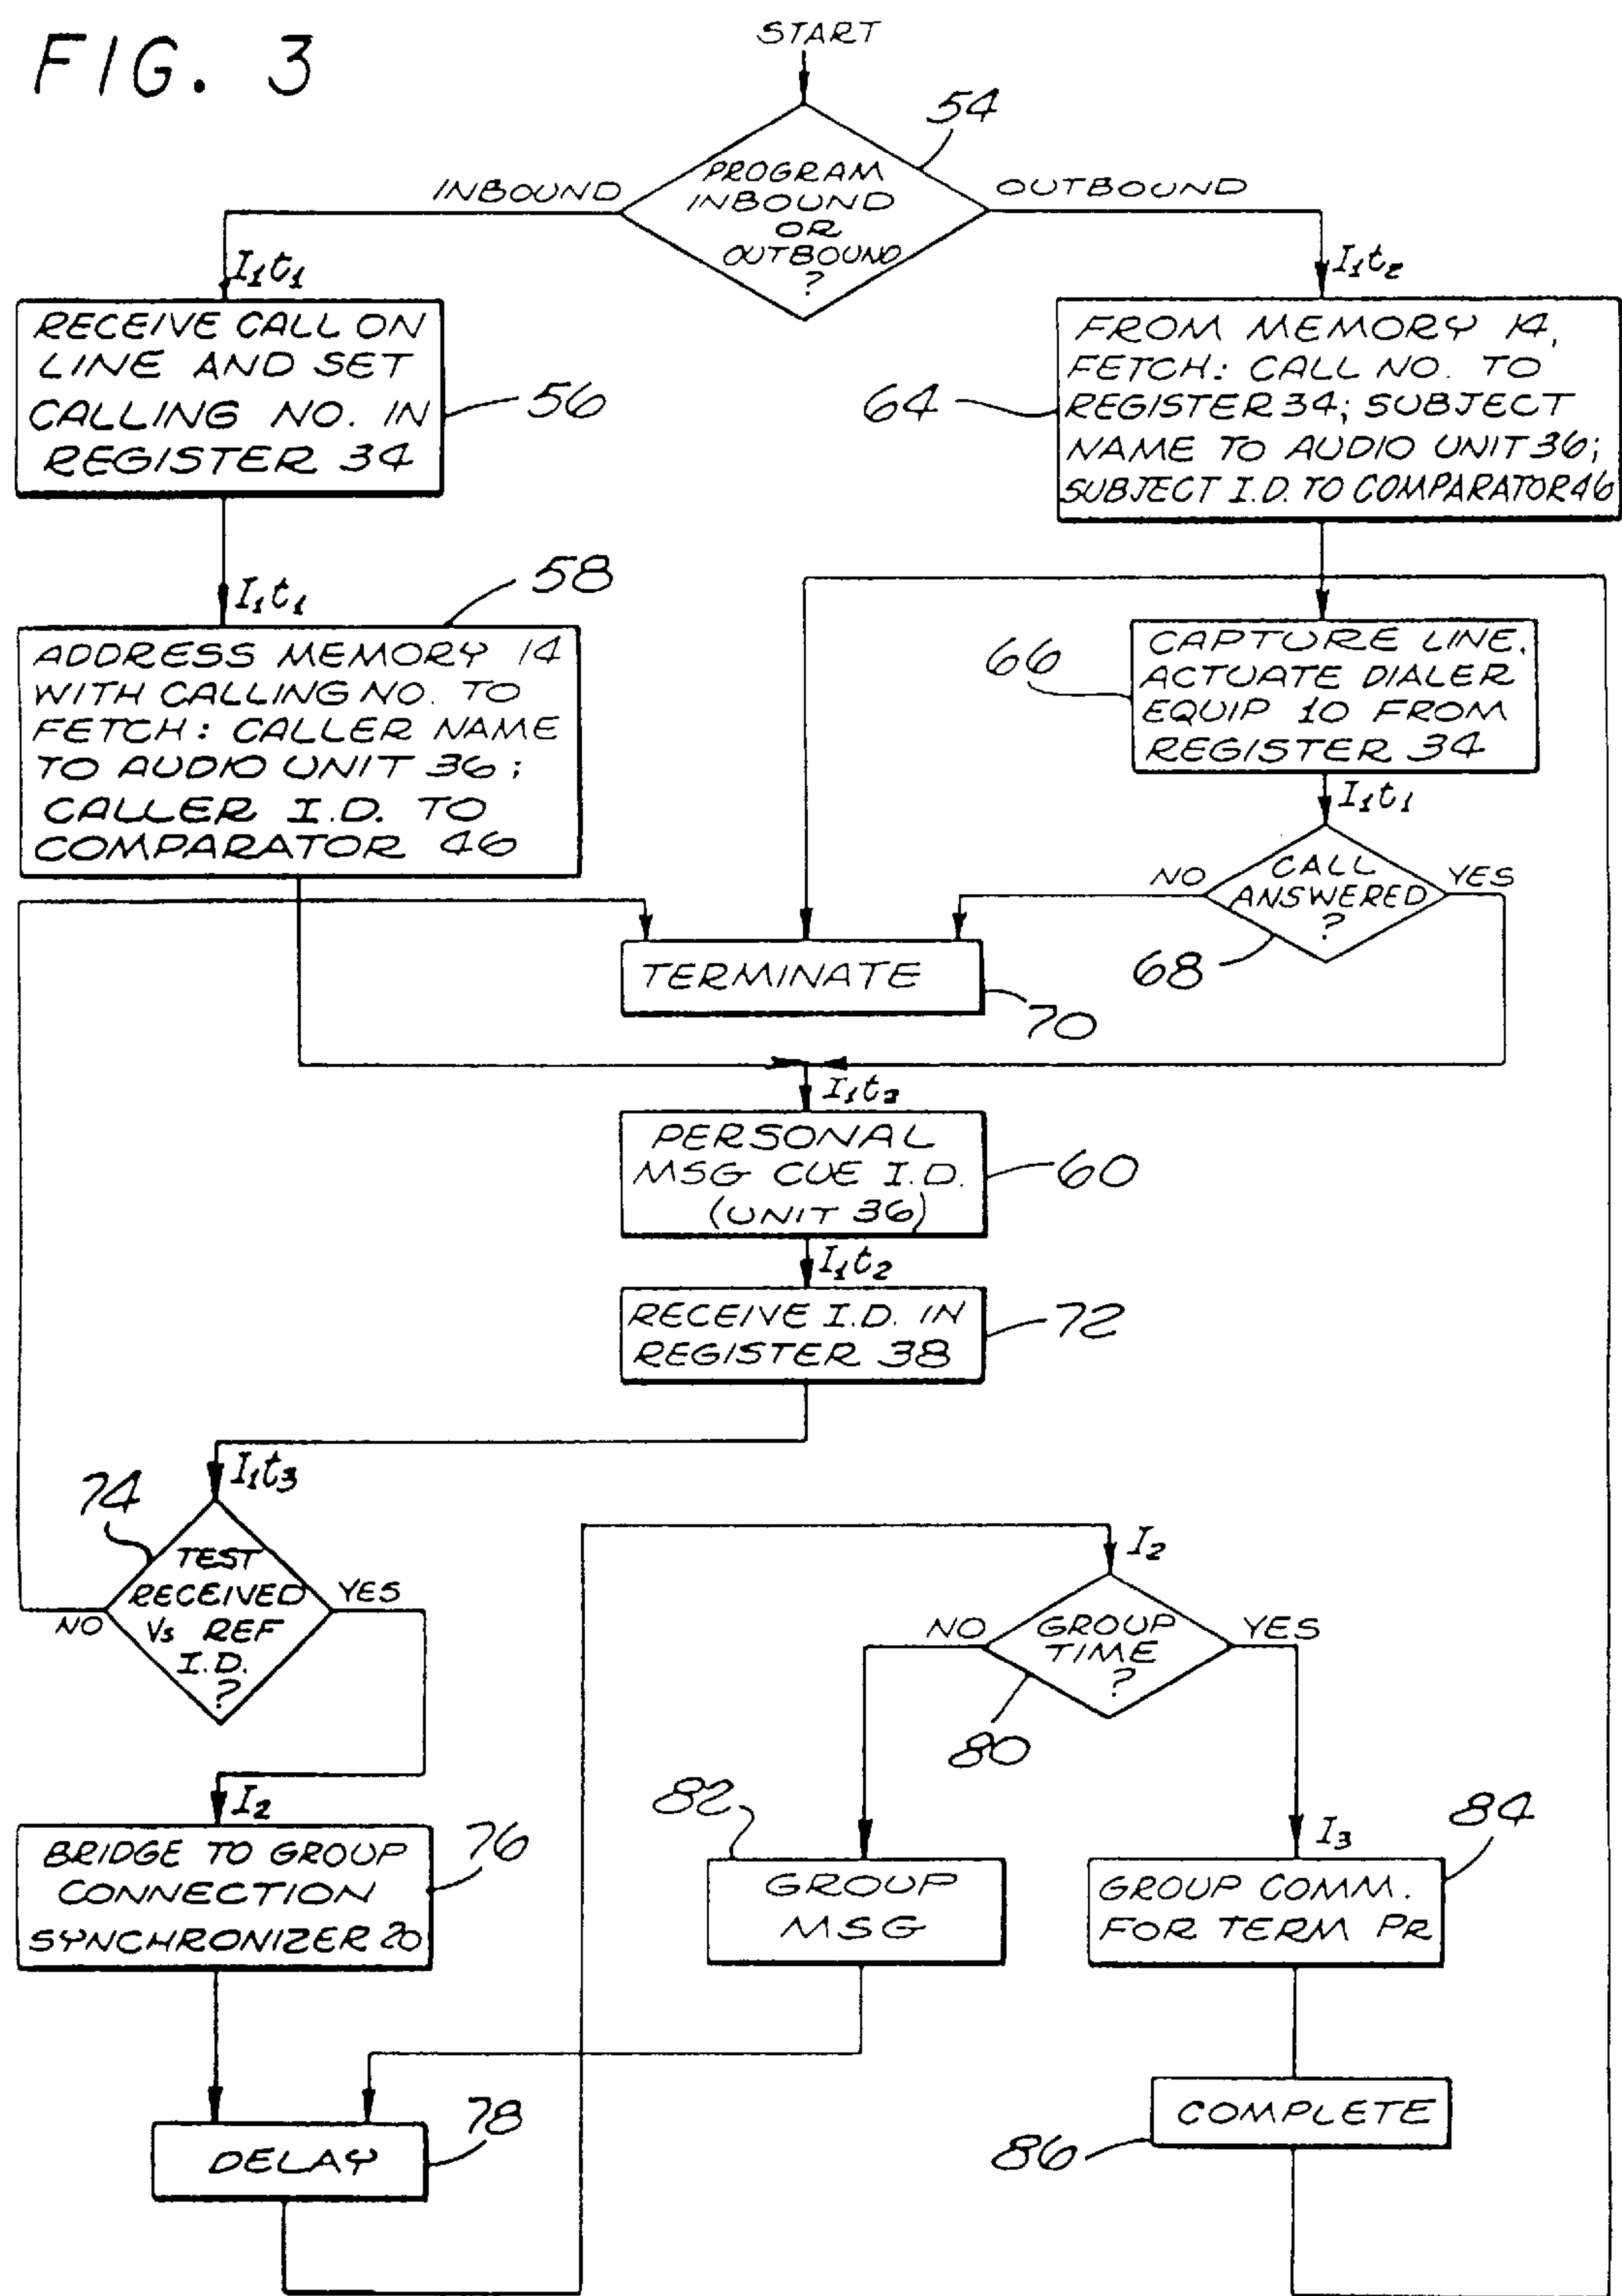 FIG. 3
START
54
PROGRAM
INBOUND
OR
OUTBOUND
?
INBOUND
OUTBOUND
I₁t₁
I₁t₂
RECEIVE CALL ON
LINE AND SET
CALLING NO. IN
REGISTER 34
56
64
FROM MEMORY 14,
FETCH: CALL NO. TO
REGISTER 34; SUBJECT
NAME TO AUDIO UNIT 36;
SUBJECT I.D. TO COMPARATOR 46
I₁t₁
58
ADDRESS MEMORY 14
WITH CALLING NO. TO
FETCH: CALLER NAME
TO AUDIO UNIT 36;
CALLER I.D. TO
COMPARATOR 46
66
CAPTURE LINE,
ACTUATE DIALER
EQUIP 10 FROM
REGISTER 34
I₁t₁
NO
CALL
ANSWERED
?
YES
68
TERMINATE
70
I₁t₂
PERSONAL
MSG CUE I.D.
(UNIT 36)
60
I₁t₂
RECEIVE I.D. IN
REGISTER 38
72
I₁t₃
74
TEST
RECEIVED
Vs REF
I.D.
?
NO
YES
I₂
NO
GROUP
TIME
?
YES
80
I₂
BRIDGE TO GROUP
CONNECTION
SYNCHRONIZER 20
76
82
GROUP
MSG
I₃
84
GROUP COMM.
FOR TERM PR
DELAY
78
COMPLETE
86